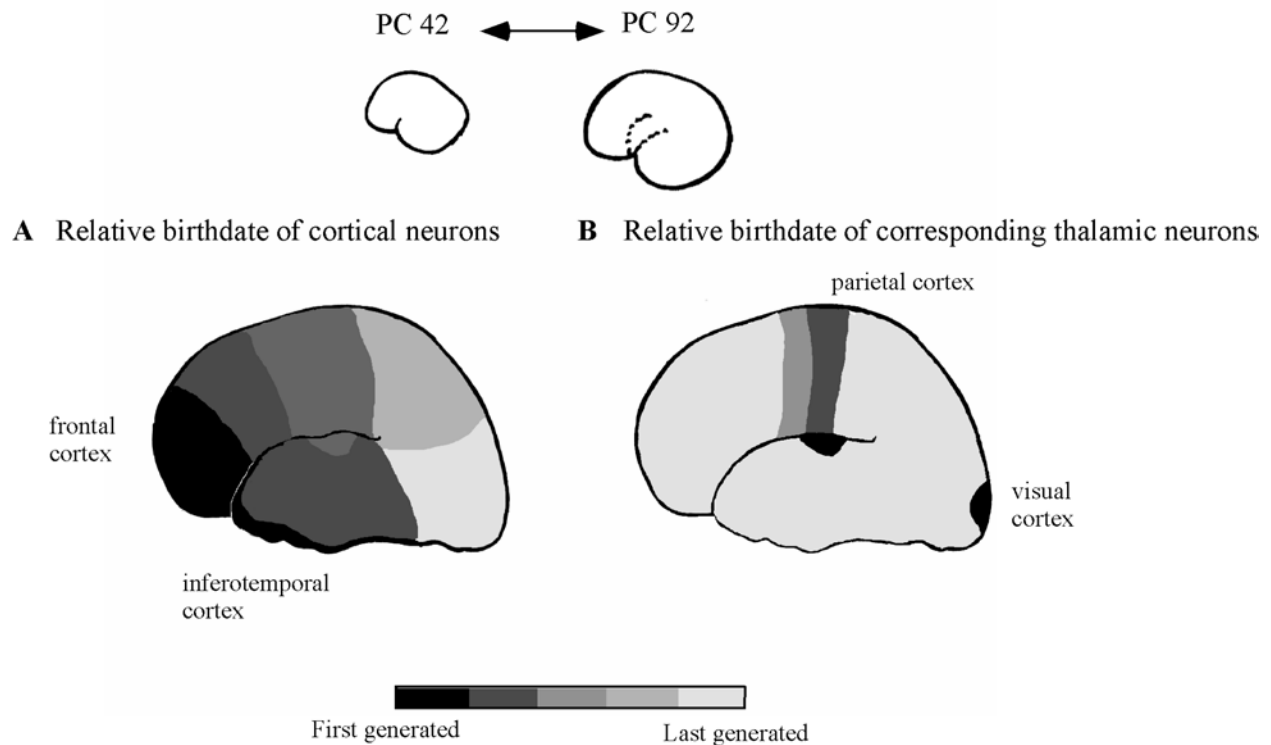 PC 42 PC 92
A Relative birthdate of cortical neurons
B Relative birthdate of corresponding thalamic neurons
parietal cortex
frontal
cortex
visual
cortex
inferotemporal
cortex
First generated
Last generated